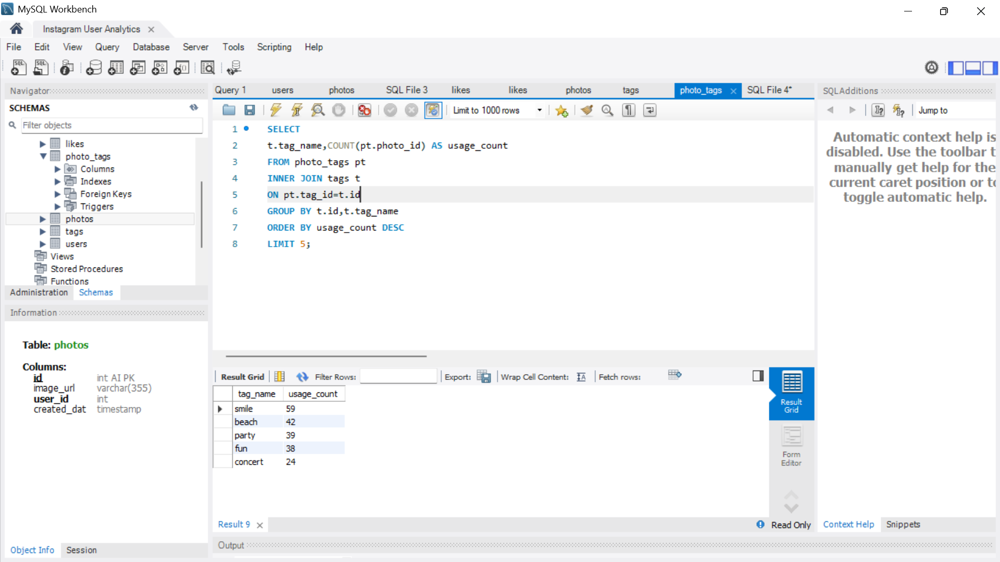 MySQL Workbench
Instagram User Analytics
File Edit View Query Database Server Tools Scripting Help
Navigator
SCHEMAS
Filter objects
likes
photo_tags
Columns
Indexes
Foreign Keys
Triggers
photos
tags
users
Views
Stored Procedures
Functions
Administration Schemas
Information
Table: photos
Columns:
id int AI PK
image_url varchar(355)
user_id int
created_dat timestamp
Object Info Session
Query 1 users photos SQL File 3 likes likes photos tags photo_tags SQL File 4*
Limit to 1000 rows
1 SELECT
2 t.tag_name,COUNT(pt.photo_id) AS usage_count
3 FROM photo_tags pt
4 INNER JOIN tags t
5 ON pt.tag_id=t.id
6 GROUP BY t.id,t.tag_name
7 ORDER BY usage_count DESC
8 LIMIT 5;
Result Grid Filter Rows: Export: Wrap Cell Content: Fetch rows:
tag_name usage_count
smile 59
beach 42
party 39
fun 38
concert 24
Result
Grid
Form
Editor
Result 9
Read Only
Output
SQLAdditions
Jump to
Automatic context help is
disabled. Use the toolbar t
manually get help for the
current caret position or to
toggle automatic help.
Context Help Snippets